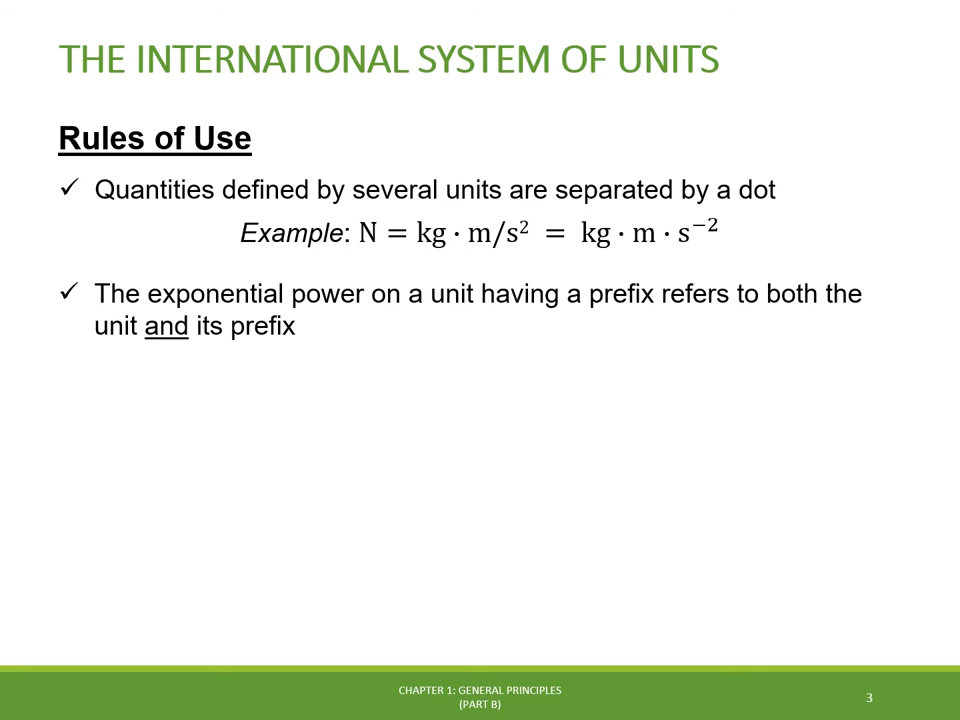 THE INTERNATIONAL SYSTEM OF UNITS
Rules of Use
✓ Quantities defined by several units are separated by a dot
Example: N = kg · m/s² = kg · m · s⁻²
✓ The exponential power on a unit having a prefix refers to both the
unit and its prefix
CHAPTER 1: GENERAL PRINCIPLES
(PART B)
3